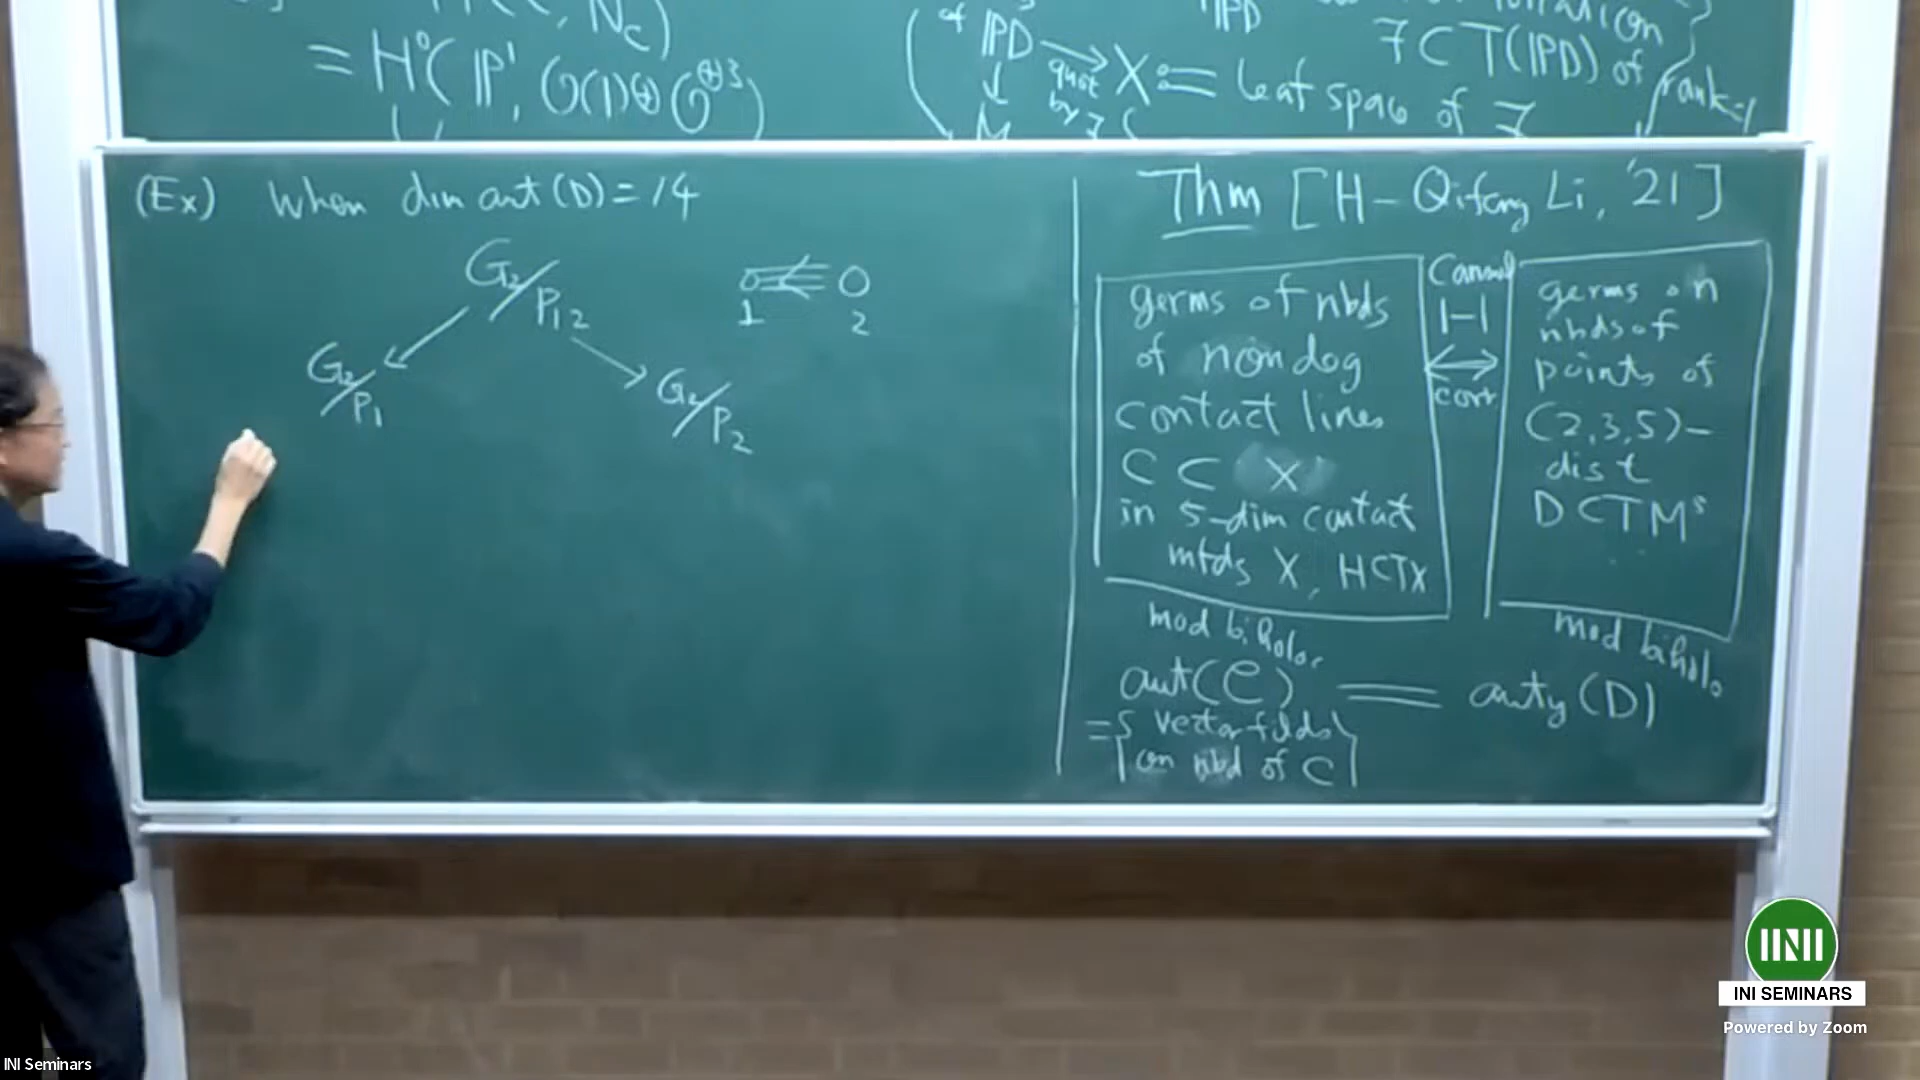 , N_C)
= H⁰(ℙ¹, O(1)⊕O^{⊕3})
of ℙD → X := leaf space of F
quot
by F
↓
M
ℙD
F ⊂ T(ℙD) of rank-1
(Ex) When dim aut(D) = 14
G₂/P₁₂
1 2
G₂/P₁
G₂/P₂
Thm [H-Qifeng Li, '21]
germs of nbds
of nondeg
contact lines
C ⊂ X
in 5-dim contact
mfds X, H⊂TX
mod biholo.
1-1
corr
germs on
nbds of
points of
(2,3,5)-
dist
D ⊂ TM⁵
mod biholo
aut(C) = auty(D)
= { vector flds
on nbd of C }
INI
INI SEMINARS
Powered by Zoom
INI Seminars